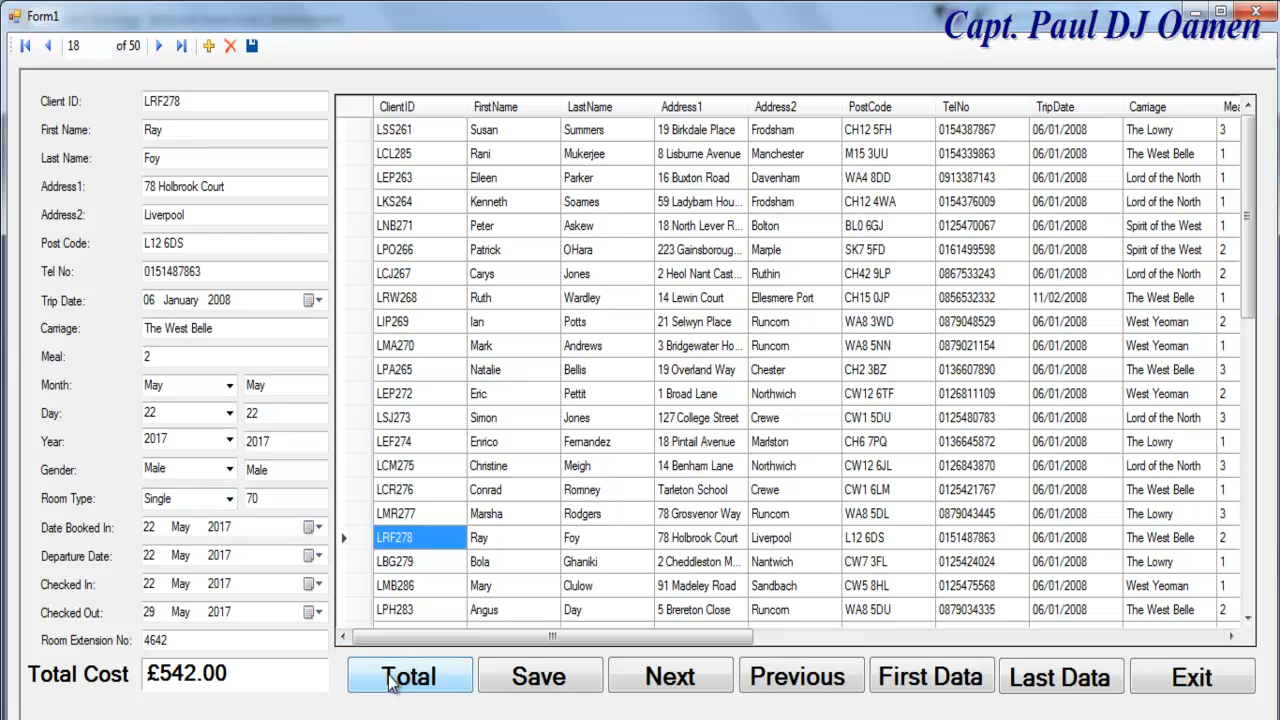 Form1
Capt. Paul DJ Oamen
18 of 50
Client ID: LRF278
First Name: Ray
Last Name: Foy
Address1: 78 Holbrook Court
Address2: Liverpool
Post Code: L12 6DS
Tel No: 0151487863
Trip Date: 06 January 2008
Carriage: The West Belle
Meal: 2
Month: May May
Day: 22 22
Year: 2017 2017
Gender: Male Male
Room Type: Single 70
Date Booked In: 22 May 2017
Departure Date: 22 May 2017
Checked In: 22 May 2017
Checked Out: 29 May 2017
Room Extension No: 4642
Total Cost £542.00
ClientID FirstName LastName Address1 Address2 PostCode TelNo TripDate Carriage Mea
LSS261 Susan Summers 19 Birkdale Place Frodsham CH12 5FH 0154387867 06/01/2008 The Lowry 3
LCL285 Rani Mukerjee 8 Lisburne Avenue Manchester M15 3UU 0154339863 06/01/2008 The West Belle 1
LEP263 Eileen Parker 16 Buxton Road Davenham WA4 8DD 0913387143 06/01/2008 Lord of the North 1
LKS264 Kenneth Soames 59 Ladybarn Hou... Frodsham CH12 4WA 0154376009 06/01/2008 Lord of the North 1
LNB271 Peter Askew 18 North Lever R... Bolton BL0 6GJ 0125470067 06/01/2008 Spirit of the West 1
LPO266 Patrick OHara 223 Gainsboroug... Marple SK7 5FD 0161499598 06/01/2008 Spirit of the West 2
LCJ267 Carys Jones 2 Heol Nant Cast... Ruthin CH42 9LP 0867533243 06/01/2008 Lord of the North 2
LRW268 Ruth Wardley 14 Lewin Court Ellesmere Port CH15 0JP 0856532332 11/02/2008 The West Belle 1
LIP269 Ian Potts 21 Selwyn Place Runcorn WA8 3WD 0879048529 06/01/2008 West Yeoman 2
LMA270 Mark Andrews 3 Bridgewater Ho... Runcorn WA8 5NN 0879021154 06/01/2008 West Yeoman 1
LPA265 Natalie Bellis 19 Overland Way Chester CH2 3BZ 0136607890 06/01/2008 The West Belle 3
LEP272 Eric Pettit 1 Broad Lane Northwich CW12 6TF 0126811109 06/01/2008 West Yeoman 2
LSJ273 Simon Jones 127 College Street Crewe CW1 5DU 0125480783 06/01/2008 Lord of the North 3
LEF274 Enrico Fernandez 18 Pintail Avenue Marlston CH6 7PQ 0136645872 06/01/2008 The Lowry 1
LCM275 Christine Meigh 14 Benham Lane Northwich CW12 6JL 0126843870 06/01/2008 Lord of the North 3
LCR276 Conrad Romney Tarleton School Crewe CW1 6LM 0125421767 06/01/2008 The Lowry 1
LMR277 Marsha Rodgers 78 Grosvenor Way Runcorn WA8 5DL 0879043445 06/01/2008 The Lowry 3
LRF278 Ray Foy 78 Holbrook Court Liverpool L12 6DS 0151487863 06/01/2008 The West Belle 2
LBG279 Bola Ghaniki 2 Cheddleston M... Nantwich CW7 3FL 0125424024 06/01/2008 The Lowry 1
LMB286 Mary Clulow 91 Madeley Road Sandbach CW5 8HL 0125475568 06/01/2008 West Yeoman 1
LPH283 Angus Day 5 Brereton Close Runcorn WA8 5DU 0879034335 06/01/2008 The West Belle 2
Total Save Next Previous First Data Last Data Exit